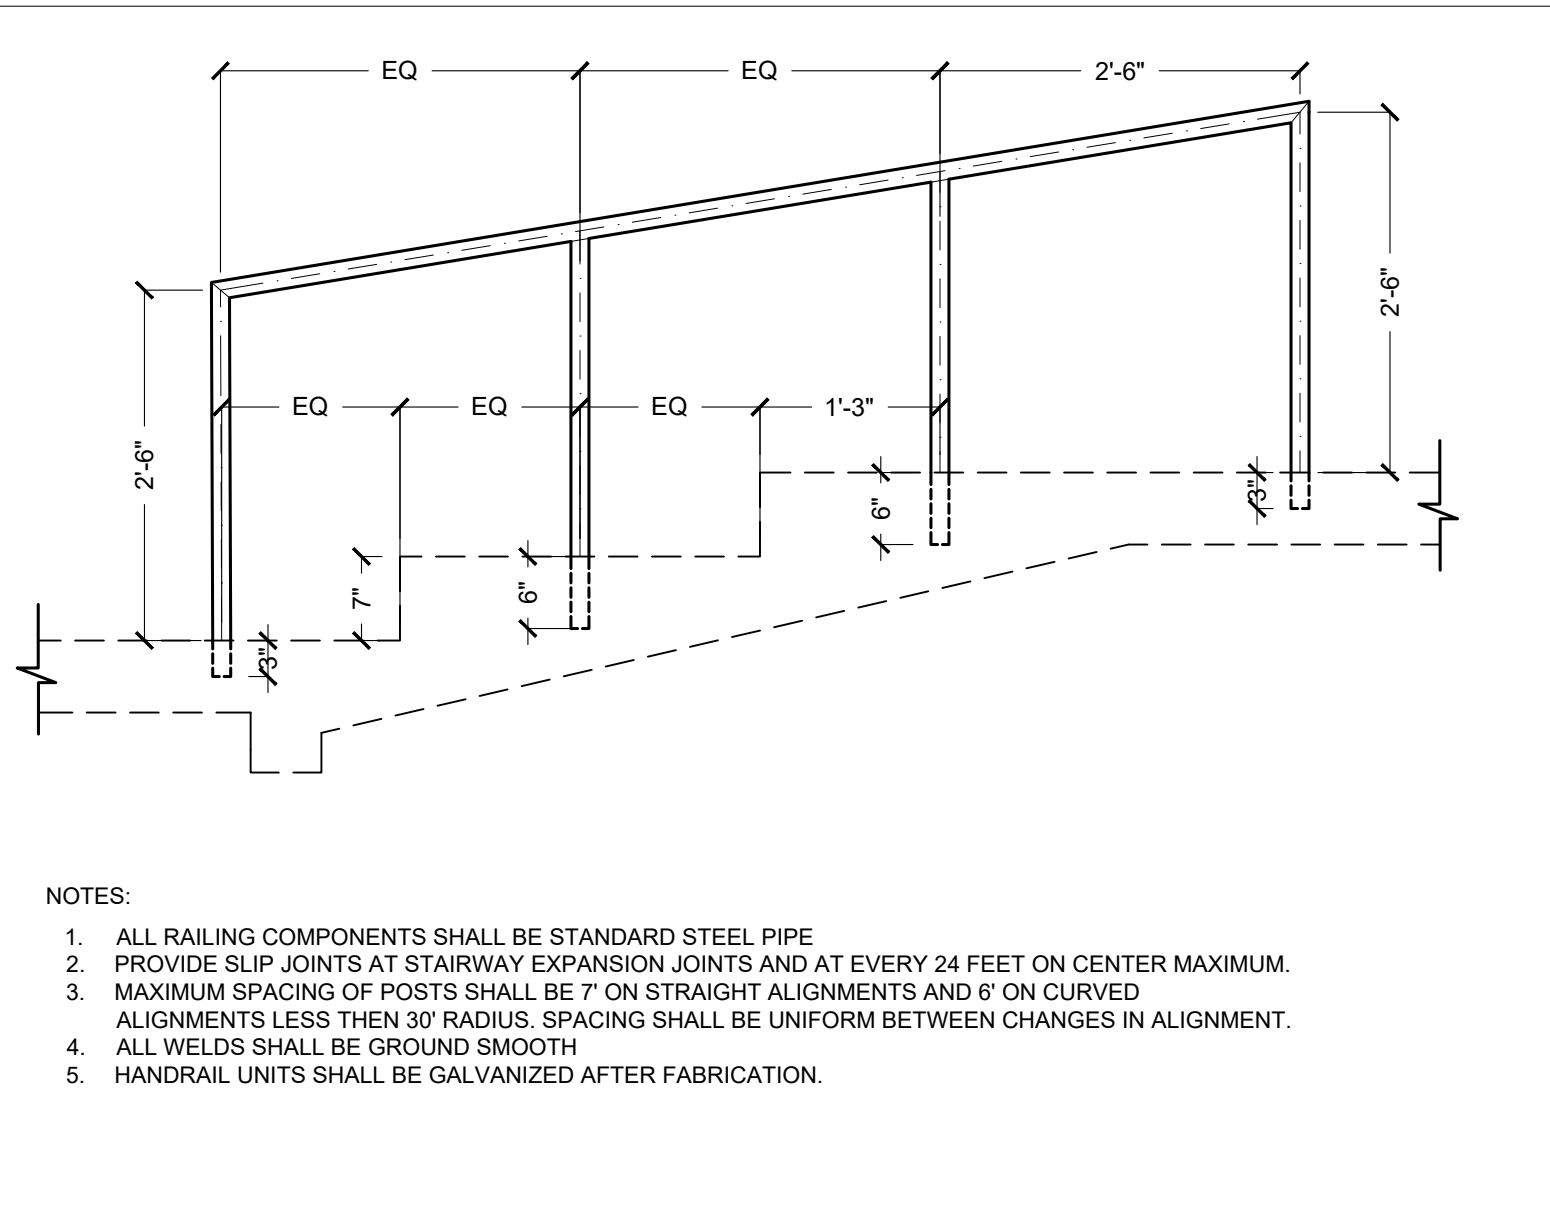 EQ EQ 2'-6"
2'-6"
EQ EQ EQ 1'-3"
2'-6"
3"
6"
7"
6"
3"
NOTES:
1. ALL RAILING COMPONENTS SHALL BE STANDARD STEEL PIPE
2. PROVIDE SLIP JOINTS AT STAIRWAY EXPANSION JOINTS AND AT EVERY 24 FEET ON CENTER MAXIMUM.
3. MAXIMUM SPACING OF POSTS SHALL BE 7' ON STRAIGHT ALIGNMENTS AND 6' ON CURVED
ALIGNMENTS LESS THEN 30' RADIUS. SPACING SHALL BE UNIFORM BETWEEN CHANGES IN ALIGNMENT.
4. ALL WELDS SHALL BE GROUND SMOOTH
5. HANDRAIL UNITS SHALL BE GALVANIZED AFTER FABRICATION.